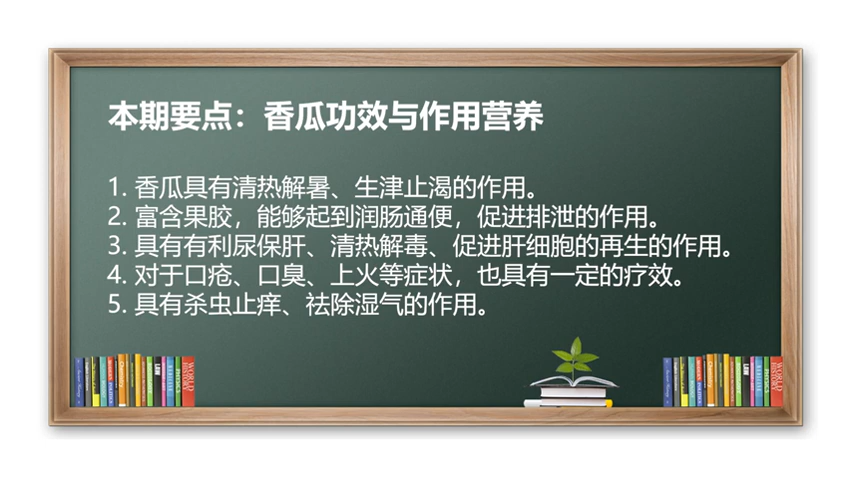 本期要点：香瓜功效与作用营养
1. 香瓜具有清热解暑、生津止渴的作用。
2. 富含果胶，能够起到润肠通便，促进排泄的作用。
3. 具有有利尿保肝、清热解毒、促进肝细胞的再生的作用。
4. 对于口疮、口臭、上火等症状，也具有一定的疗效。
5. 具有杀虫止痒、祛除湿气的作用。
WORLD HISTORY
WORLD HISTORY